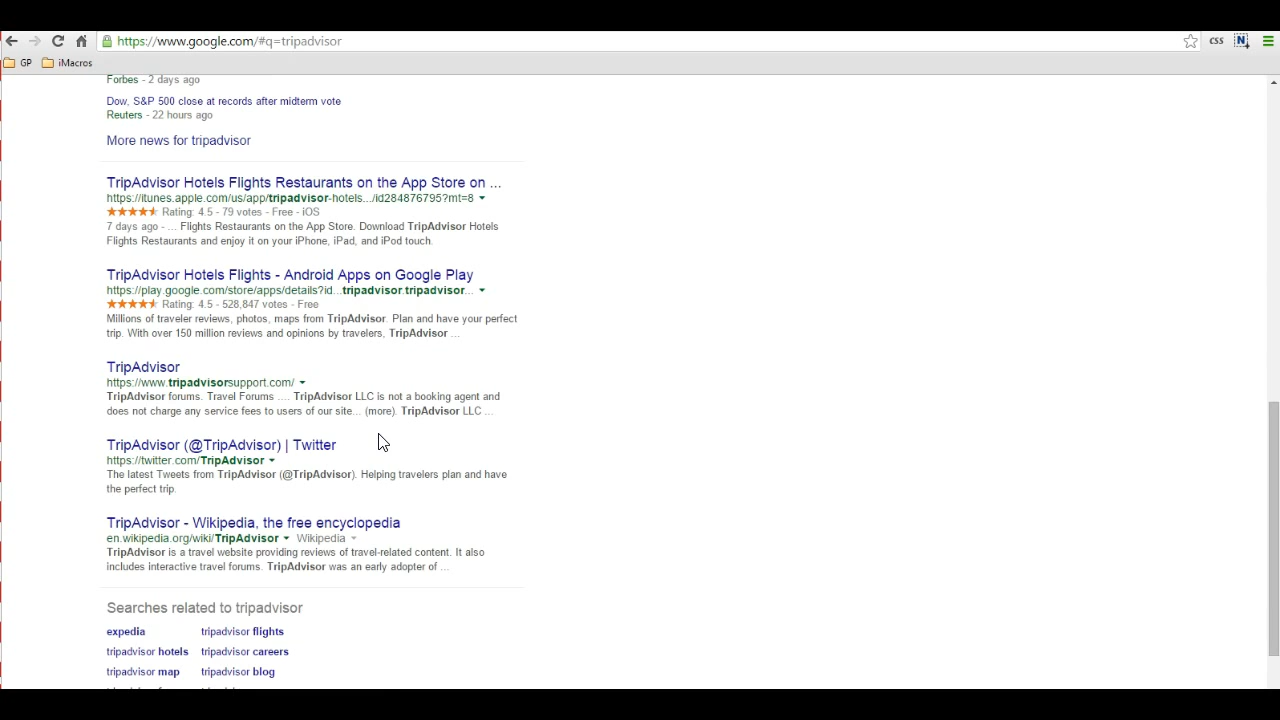 https://www.google.com/#q=tripadvisor
CSS
N
GP iMacros
Forbes - 2 days ago
Dow, S&P 500 close at records after midterm vote
Reuters - 22 hours ago
More news for tripadvisor
TripAdvisor Hotels Flights Restaurants on the App Store on ...
https://itunes.apple.com/us/app/tripadvisor-hotels.../id284876795?mt=8
Rating: 4.5 - 79 votes - Free - iOS
7 days ago - ... Flights Restaurants on the App Store. Download TripAdvisor Hotels
Flights Restaurants and enjoy it on your iPhone, iPad, and iPod touch.
TripAdvisor Hotels Flights - Android Apps on Google Play
https://play.google.com/store/apps/details?id...tripadvisor.tripadvisor...
Rating: 4.5 - 528,847 votes - Free
Millions of traveler reviews, photos, maps from TripAdvisor. Plan and have your perfect
trip. With over 150 million reviews and opinions by travelers, TripAdvisor ...
TripAdvisor
https://www.tripadvisorsupport.com/
TripAdvisor forums. Travel Forums .... TripAdvisor LLC is not a booking agent and
does not charge any service fees to users of our site... (more). TripAdvisor LLC ...
TripAdvisor (@TripAdvisor) | Twitter
https://twitter.com/TripAdvisor
The latest Tweets from TripAdvisor (@TripAdvisor). Helping travelers plan and have
the perfect trip.
TripAdvisor - Wikipedia, the free encyclopedia
en.wikipedia.org/wiki/TripAdvisor Wikipedia
TripAdvisor is a travel website providing reviews of travel-related content. It also
includes interactive travel forums. TripAdvisor was an early adopter of ...
Searches related to tripadvisor
expedia tripadvisor flights
tripadvisor hotels tripadvisor careers
tripadvisor map tripadvisor blog